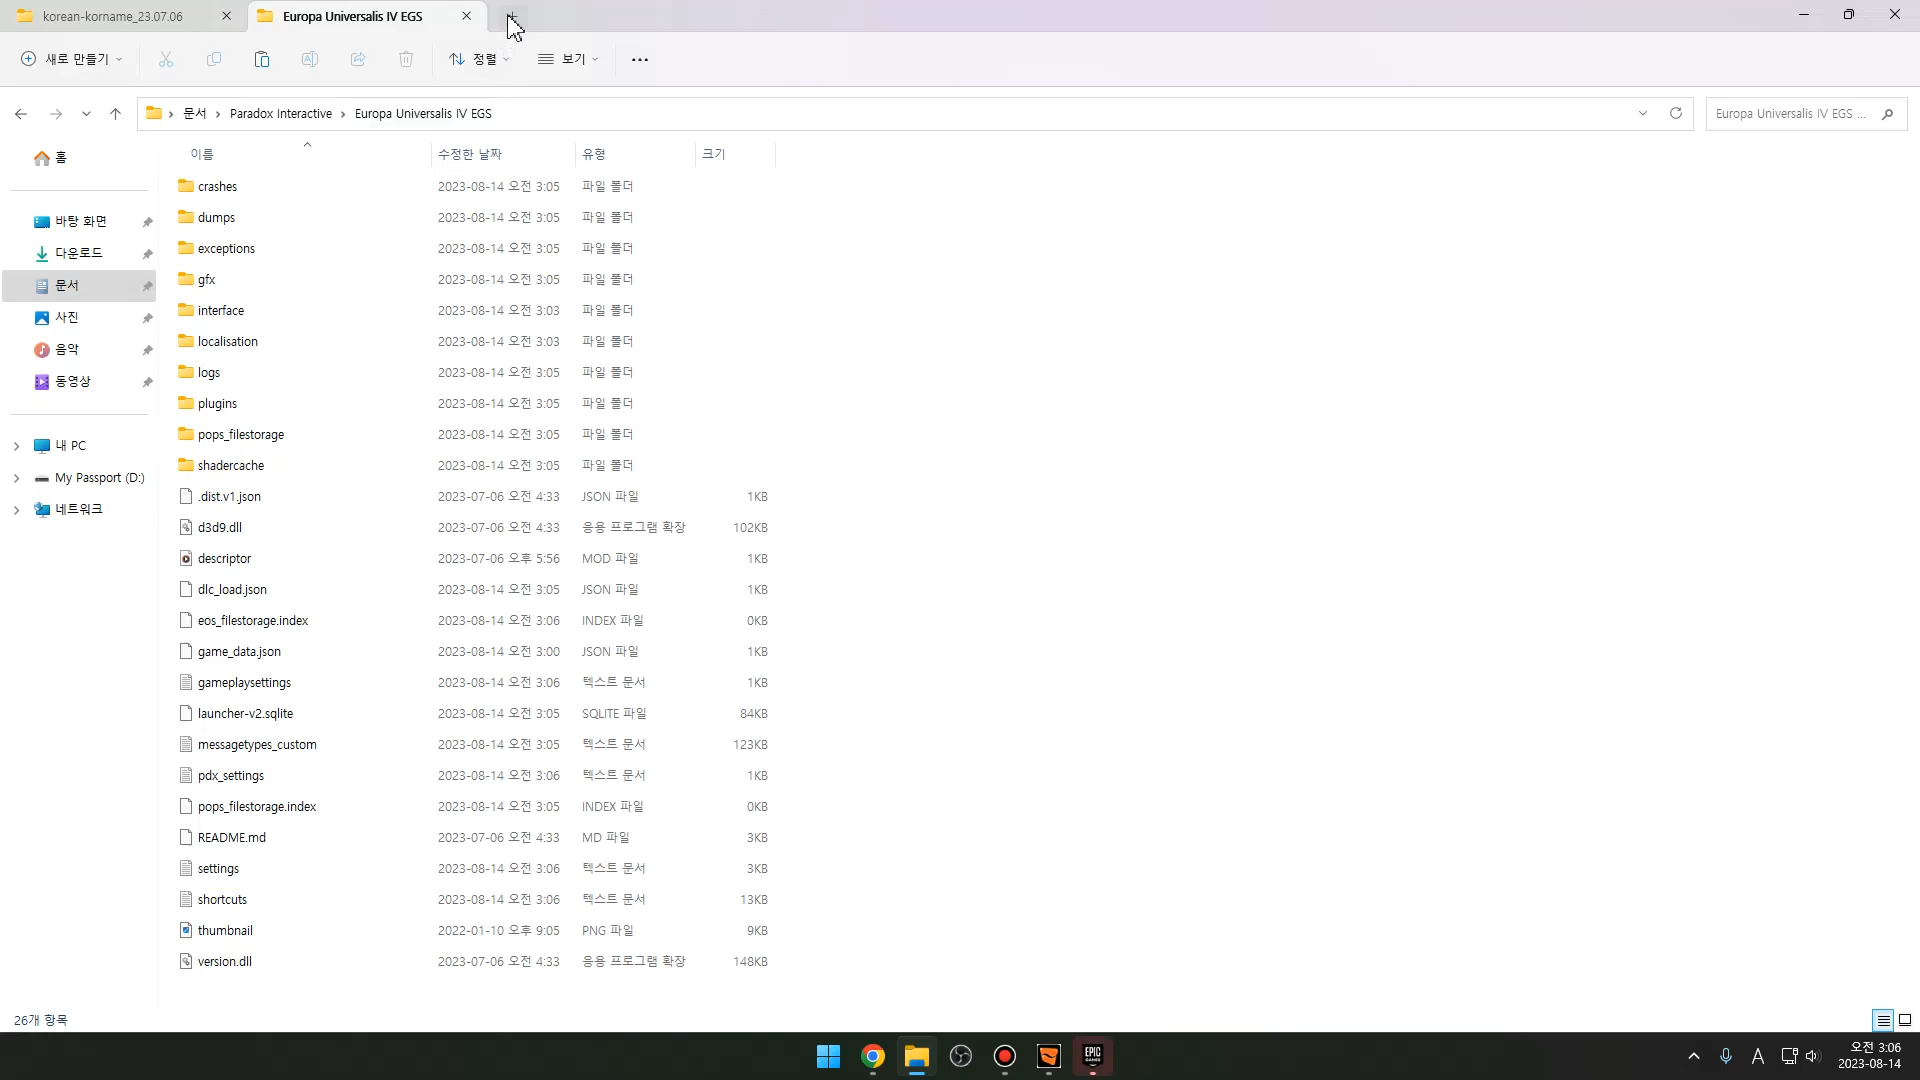 korean-korname_23.07.06
Europa Universalis IV EGS
새로 만들기
정렬
보기
문서 > Paradox Interactive > Europa Universalis IV EGS
Europa Universalis IV EGS ...
홈
바탕 화면
다운로드
문서
사진
음악
동영상
내 PC
My Passport (D:)
네트워크
이름 수정한 날짜 유형 크기
crashes 2023-08-14 오전 3:05 파일 폴더
dumps 2023-08-14 오전 3:05 파일 폴더
exceptions 2023-08-14 오전 3:05 파일 폴더
gfx 2023-08-14 오전 3:05 파일 폴더
interface 2023-08-14 오전 3:03 파일 폴더
localisation 2023-08-14 오전 3:03 파일 폴더
logs 2023-08-14 오전 3:05 파일 폴더
plugins 2023-08-14 오전 3:05 파일 폴더
pops_filestorage 2023-08-14 오전 3:05 파일 폴더
shadercache 2023-08-14 오전 3:05 파일 폴더
.dist.v1.json 2023-07-06 오전 4:33 JSON 파일 1KB
d3d9.dll 2023-07-06 오전 4:33 응용 프로그램 확장 102KB
descriptor 2023-07-06 오후 5:56 MOD 파일 1KB
dlc_load.json 2023-08-14 오전 3:05 JSON 파일 1KB
eos_filestorage.index 2023-08-14 오전 3:06 INDEX 파일 0KB
game_data.json 2023-08-14 오전 3:00 JSON 파일 1KB
gameplaysettings 2023-08-14 오전 3:06 텍스트 문서 1KB
launcher-v2.sqlite 2023-08-14 오전 3:05 SQLITE 파일 84KB
messagetypes_custom 2023-08-14 오전 3:05 텍스트 문서 123KB
pdx_settings 2023-08-14 오전 3:06 텍스트 문서 1KB
pops_filestorage.index 2023-08-14 오전 3:05 INDEX 파일 0KB
README.md 2023-07-06 오전 4:33 MD 파일 3KB
settings 2023-08-14 오전 3:06 텍스트 문서 3KB
shortcuts 2023-08-14 오전 3:06 텍스트 문서 13KB
thumbnail 2022-01-10 오후 9:05 PNG 파일 9KB
version.dll 2023-07-06 오전 4:33 응용 프로그램 확장 148KB
26개 항목
EPIC
GAMES
A
오전 3:06
2023-08-14